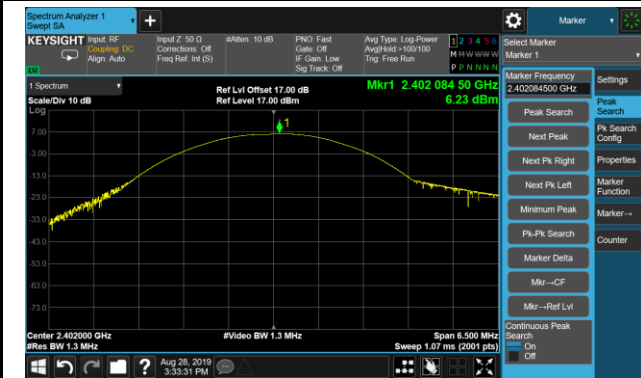 Spectrum Analyzer 1
Swept SA
Marker
KEYSIGHT
Input: RF
Coupling: DC
Align: Auto
Input Z: 50 Ω
Corrections: Off
Freq Ref: Int (S)
#Atten: 10 dB
PNO: Fast
Gate: Off
IF Gain: Low
Sig Track: Off
Avg Type: Log-Power
Avg|Hold:>100/100
Trig: Free Run
1 2 3 4 5 6
M W W W W W
P P N N N N
LW
Select Marker
Marker 1
1 Spectrum
Scale/Div 10 dB
Ref Lvl Offset 17.00 dB
Ref Level 17.00 dBm
Mkr1 2.402 084 50 GHz
6.23 dBm
Log
7.00
-3.00
-13.0
-23.0
-33.0
-43.0
-53.0
-63.0
-73.0
1
Center 2.402000 GHz
#Res BW 1.3 MHz
#Video BW 1.3 MHz
Span 6.500 MHz
Sweep 1.07 ms (2001 pts)
Marker Frequency
2.402084500 GHz
Peak Search
Next Peak
Next Pk Right
Next Pk Left
Minimum Peak
Pk-Pk Search
Marker Delta
Mkr→CF
Mkr→Ref Lvl
Continuous Peak
Search
On
Off
Settings
Peak
Search
Pk Search
Config
Properties
Marker
Function
Marker→
Counter
?
Aug 28, 2019
3:33:31 PM